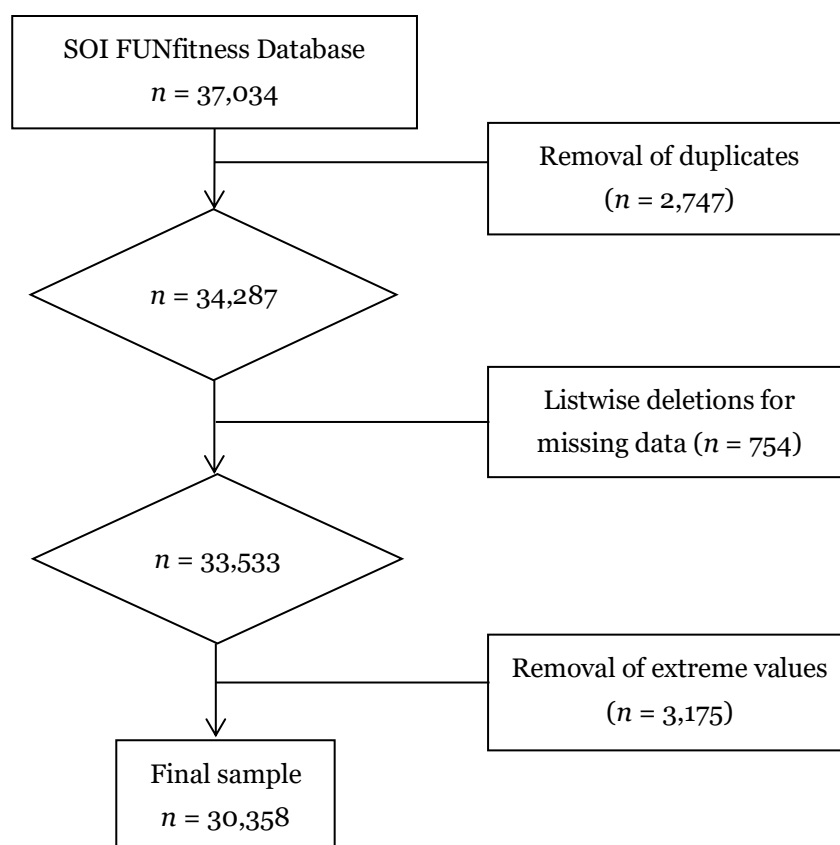 SOI FUNfitness Database
n = 37,034
Removal of duplicates
(n = 2,747)
n = 34,287
Listwise deletions for
missing data (n = 754)
n = 33,533
Removal of extreme values
(n = 3,175)
Final sample
n = 30,358